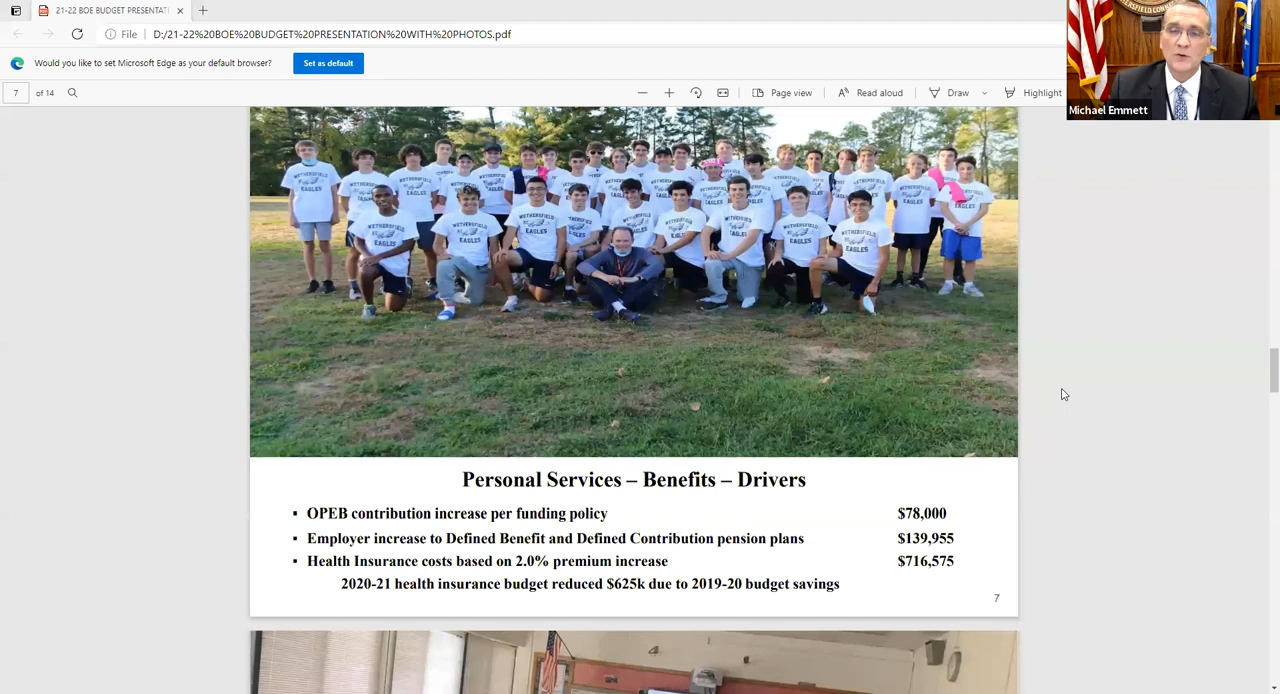 21-22 BOE BUDGET PRESENTATI
File D:/21-22%20BOE%20BUDGET%20PRESENTATION%20WITH%20PHOTOS.pdf
Would you like to set Microsoft Edge as your default browser? Set as default
7 of 14 Page view Read aloud Draw Highlight
Michael Emmett
WETHERSFIELD
EAGLES
Personal Services – Benefits – Drivers
▪ OPEB contribution increase per funding policy $78,000
▪ Employer increase to Defined Benefit and Defined Contribution pension plans $139,955
▪ Health Insurance costs based on 2.0% premium increase $716,575
2020-21 health insurance budget reduced $625k due to 2019-20 budget savings
7